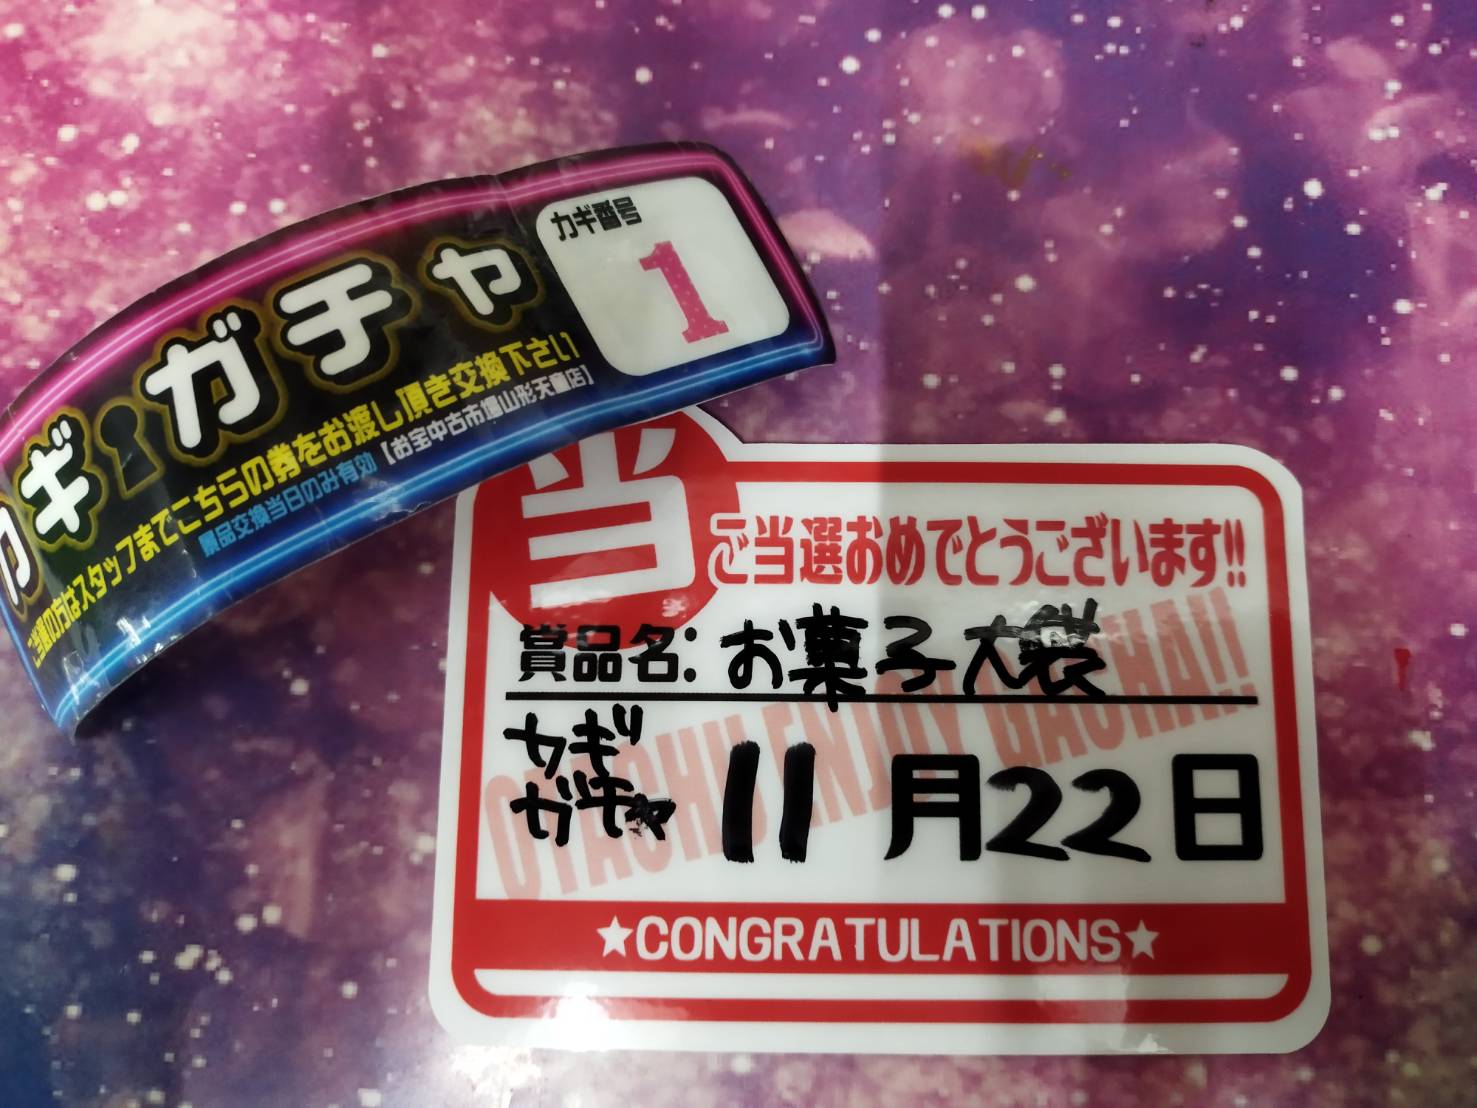 カギ番号
1
カギガチャ
ご当選の方はスタッフまでこちらの券をお渡し頂き交換下さい
景品交換当日のみ有効【お宝中古市場山形天童店】
当
ご当選おめでとうございます!!
賞品名:お菓子大袋
カギ
ガチャ
11月22日
OTACHU ENJOY GACHA!!
★CONGRATULATIONS★